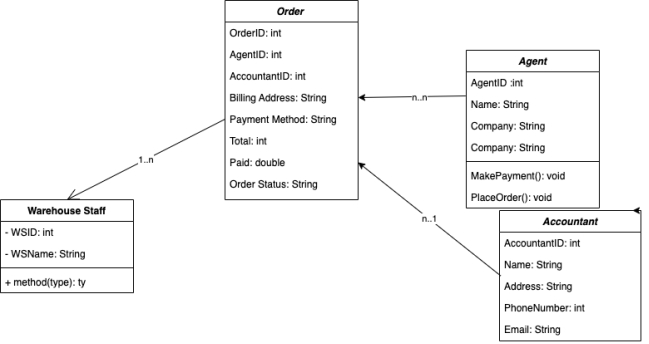 Order
OrderID: int
AgentID: int
AccountantID: int
Billing Address: String
Payment Method: String
Total: int
Paid: double
Order Status: String
Agent
AgentID :int
Name: String
Company: String
Company: String
MakePayment(): void
PlaceOrder(): void
n..n
1..n
n..1
Warehouse Staff
- WSID: int
- WSName: String
+ method(type): ty
Accountant
AccountantID: int
Name: String
Address: String
PhoneNumber: int
Email: String